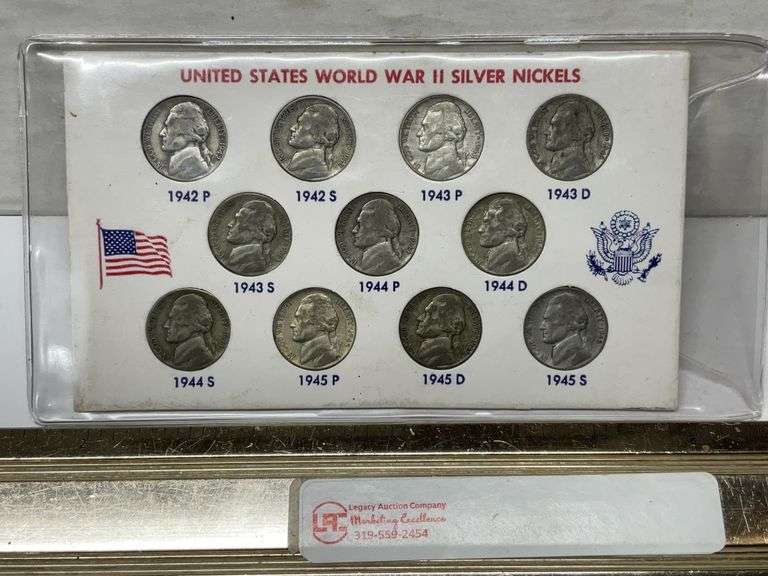 UNITED STATES WORLD WAR II SILVER NICKELS
1942 P 1942 S 1943 P 1943 D
1943 S 1944 P 1944 D
1944 S 1945 P 1945 D 1945 S
LAC Legacy Auction Company
Marketing Excellence
319-559-2454